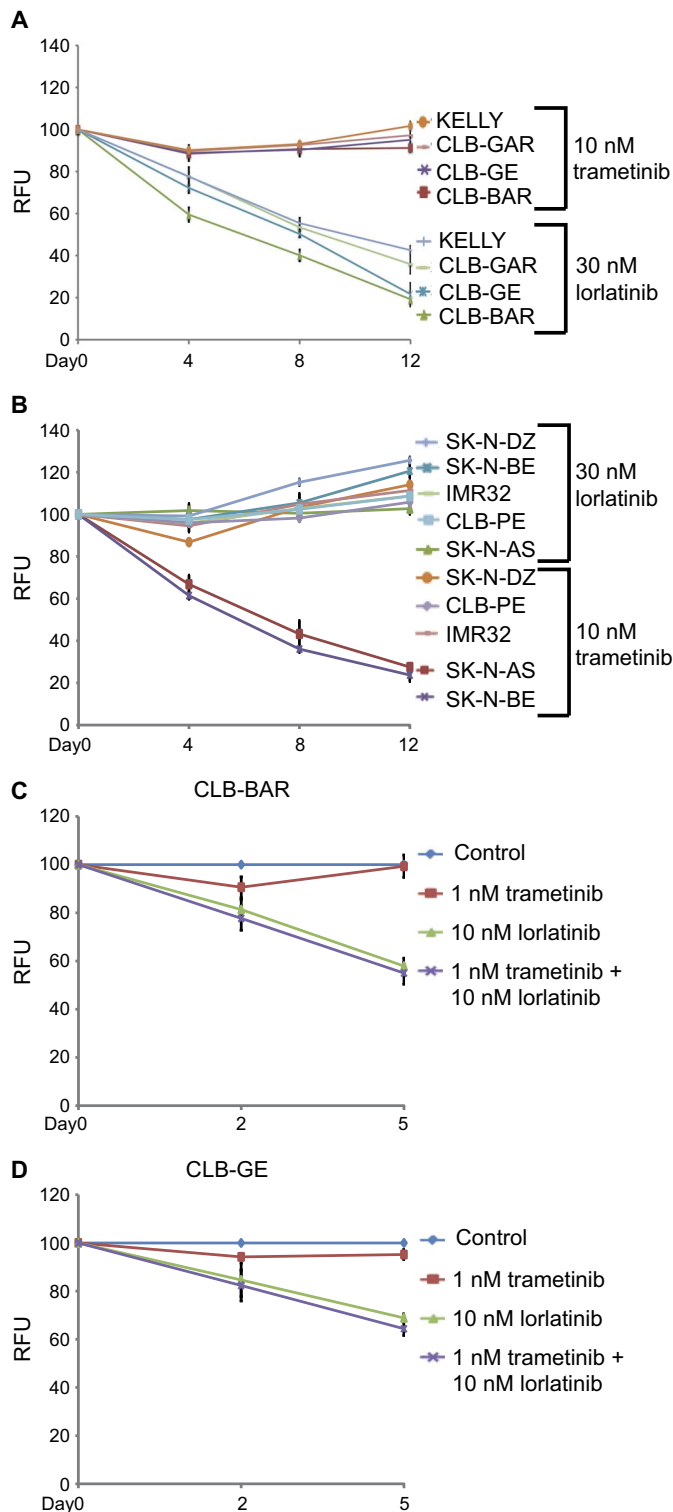 A
140
120
100
80
60
40
20
0
RFU
Day0 4 8 12
KELLY
CLB-GAR
CLB-GE
CLB-BAR
10 nM
trametinib
KELLY
CLB-GAR
CLB-GE
CLB-BAR
30 nM
lorlatinib
B
140
120
100
80
60
40
20
0
RFU
Day0 4 8 12
SK-N-DZ
SK-N-BE
IMR32
CLB-PE
SK-N-AS
30 nM
lorlatinib
SK-N-DZ
CLB-PE
IMR32
SK-N-AS
SK-N-BE
10 nM
trametinib
C
CLB-BAR
120
100
80
60
40
20
0
RFU
Day0 2 5
Control
1 nM trametinib
10 nM lorlatinib
1 nM trametinib +
10 nM lorlatinib
D
CLB-GE
120
100
80
60
40
20
0
RFU
Day0 2 5
Control
1 nM trametinib
10 nM lorlatinib
1 nM trametinib +
10 nM lorlatinib